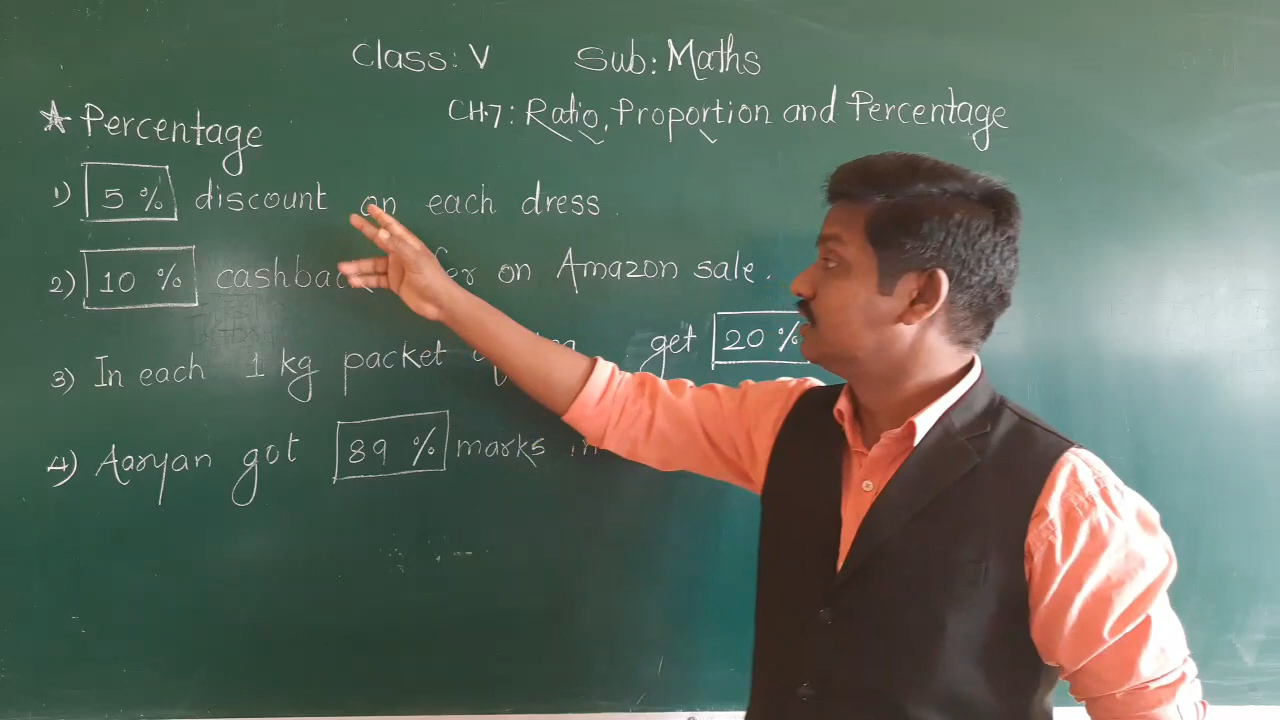 Class: V Sub: Maths
CH.7: Ratio, Proportion and Percentage
★ Percentage
1) 5 % discount on each dress.
2) 10 % cashback on Amazon sale.
3) In each 1 kg packet get 20 %
4) Aaryan got 89 % marks in